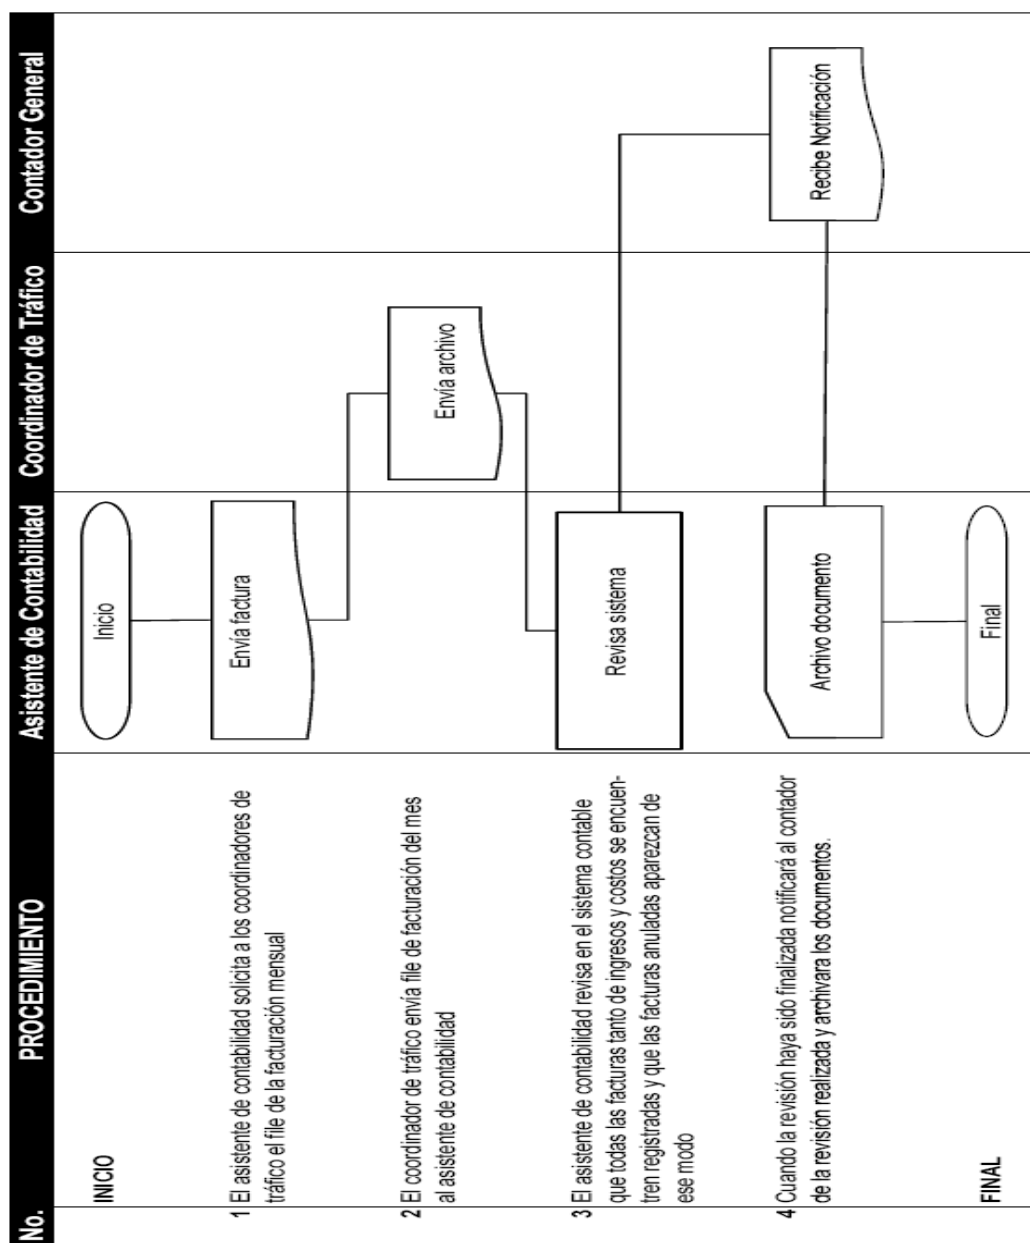 No. PROCEDIMIENTO Asistente de Contabilidad Coordinador de Tráfico Contador General
INICIO
Inicio
1 El asistente de contabilidad solicita a los coordinadores de
tráfico el file de la facturación mensual
Envía factura
2 El coordinador de tráfico envía file de facturación del mes
al asistente de contabilidad
Envía archivo
3 El asistente de contabilidad revisa en el sistema contable
que todas las facturas tanto de ingresos y costos se encuen-
tren registradas y que las facturas anuladas aparezcan de
ese modo
Revisa sistema
4 Cuando la revisión haya sido finalizada notificará al contador
de la revisión realizada y archivara los documentos.
Archivo documento
Recibe Notificación
FINAL
Final